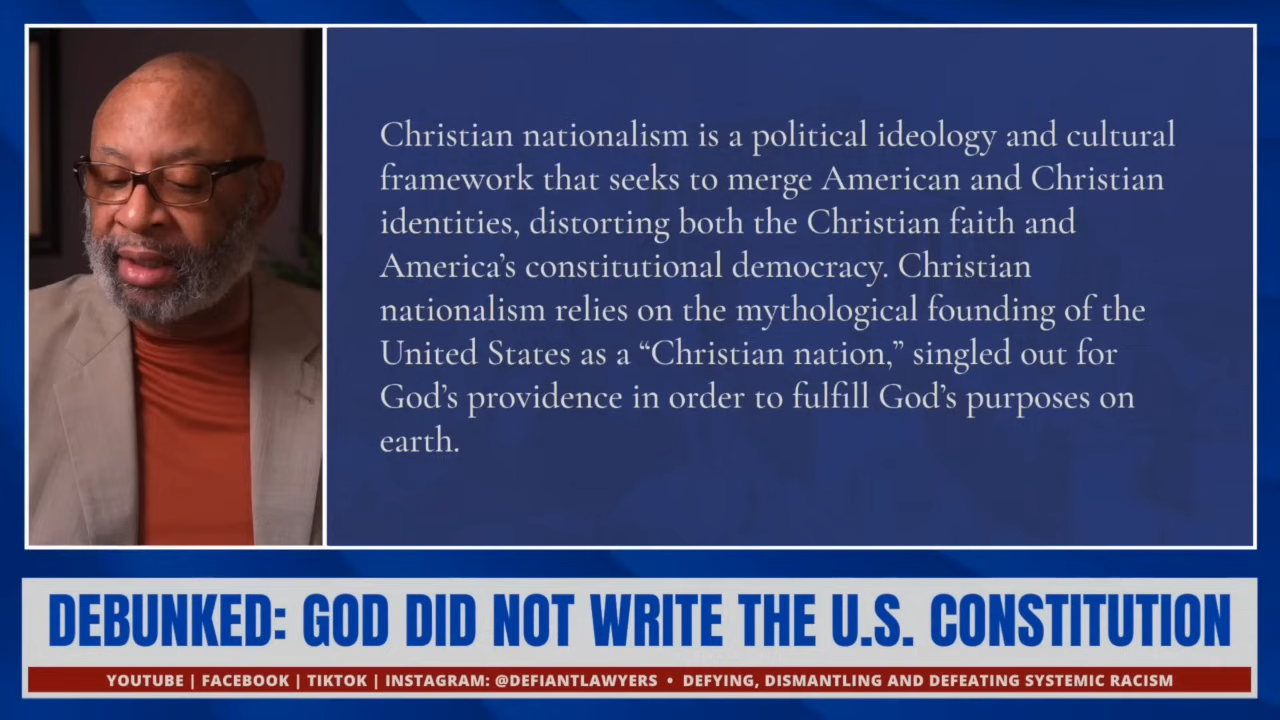 Christian nationalism is a political ideology and cultural
framework that seeks to merge American and Christian
identities, distorting both the Christian faith and
America’s constitutional democracy. Christian
nationalism relies on the mythological founding of the
United States as a “Christian nation,” singled out for
God’s providence in order to fulfill God’s purposes on
earth.
DEBUNKED: GOD DID NOT WRITE THE U.S. CONSTITUTION
YOUTUBE | FACEBOOK | TIKTOK | INSTAGRAM: @DEFIANTLAWYERS • DEFYING, DISMANTLING AND DEFEATING SYSTEMIC RACISM